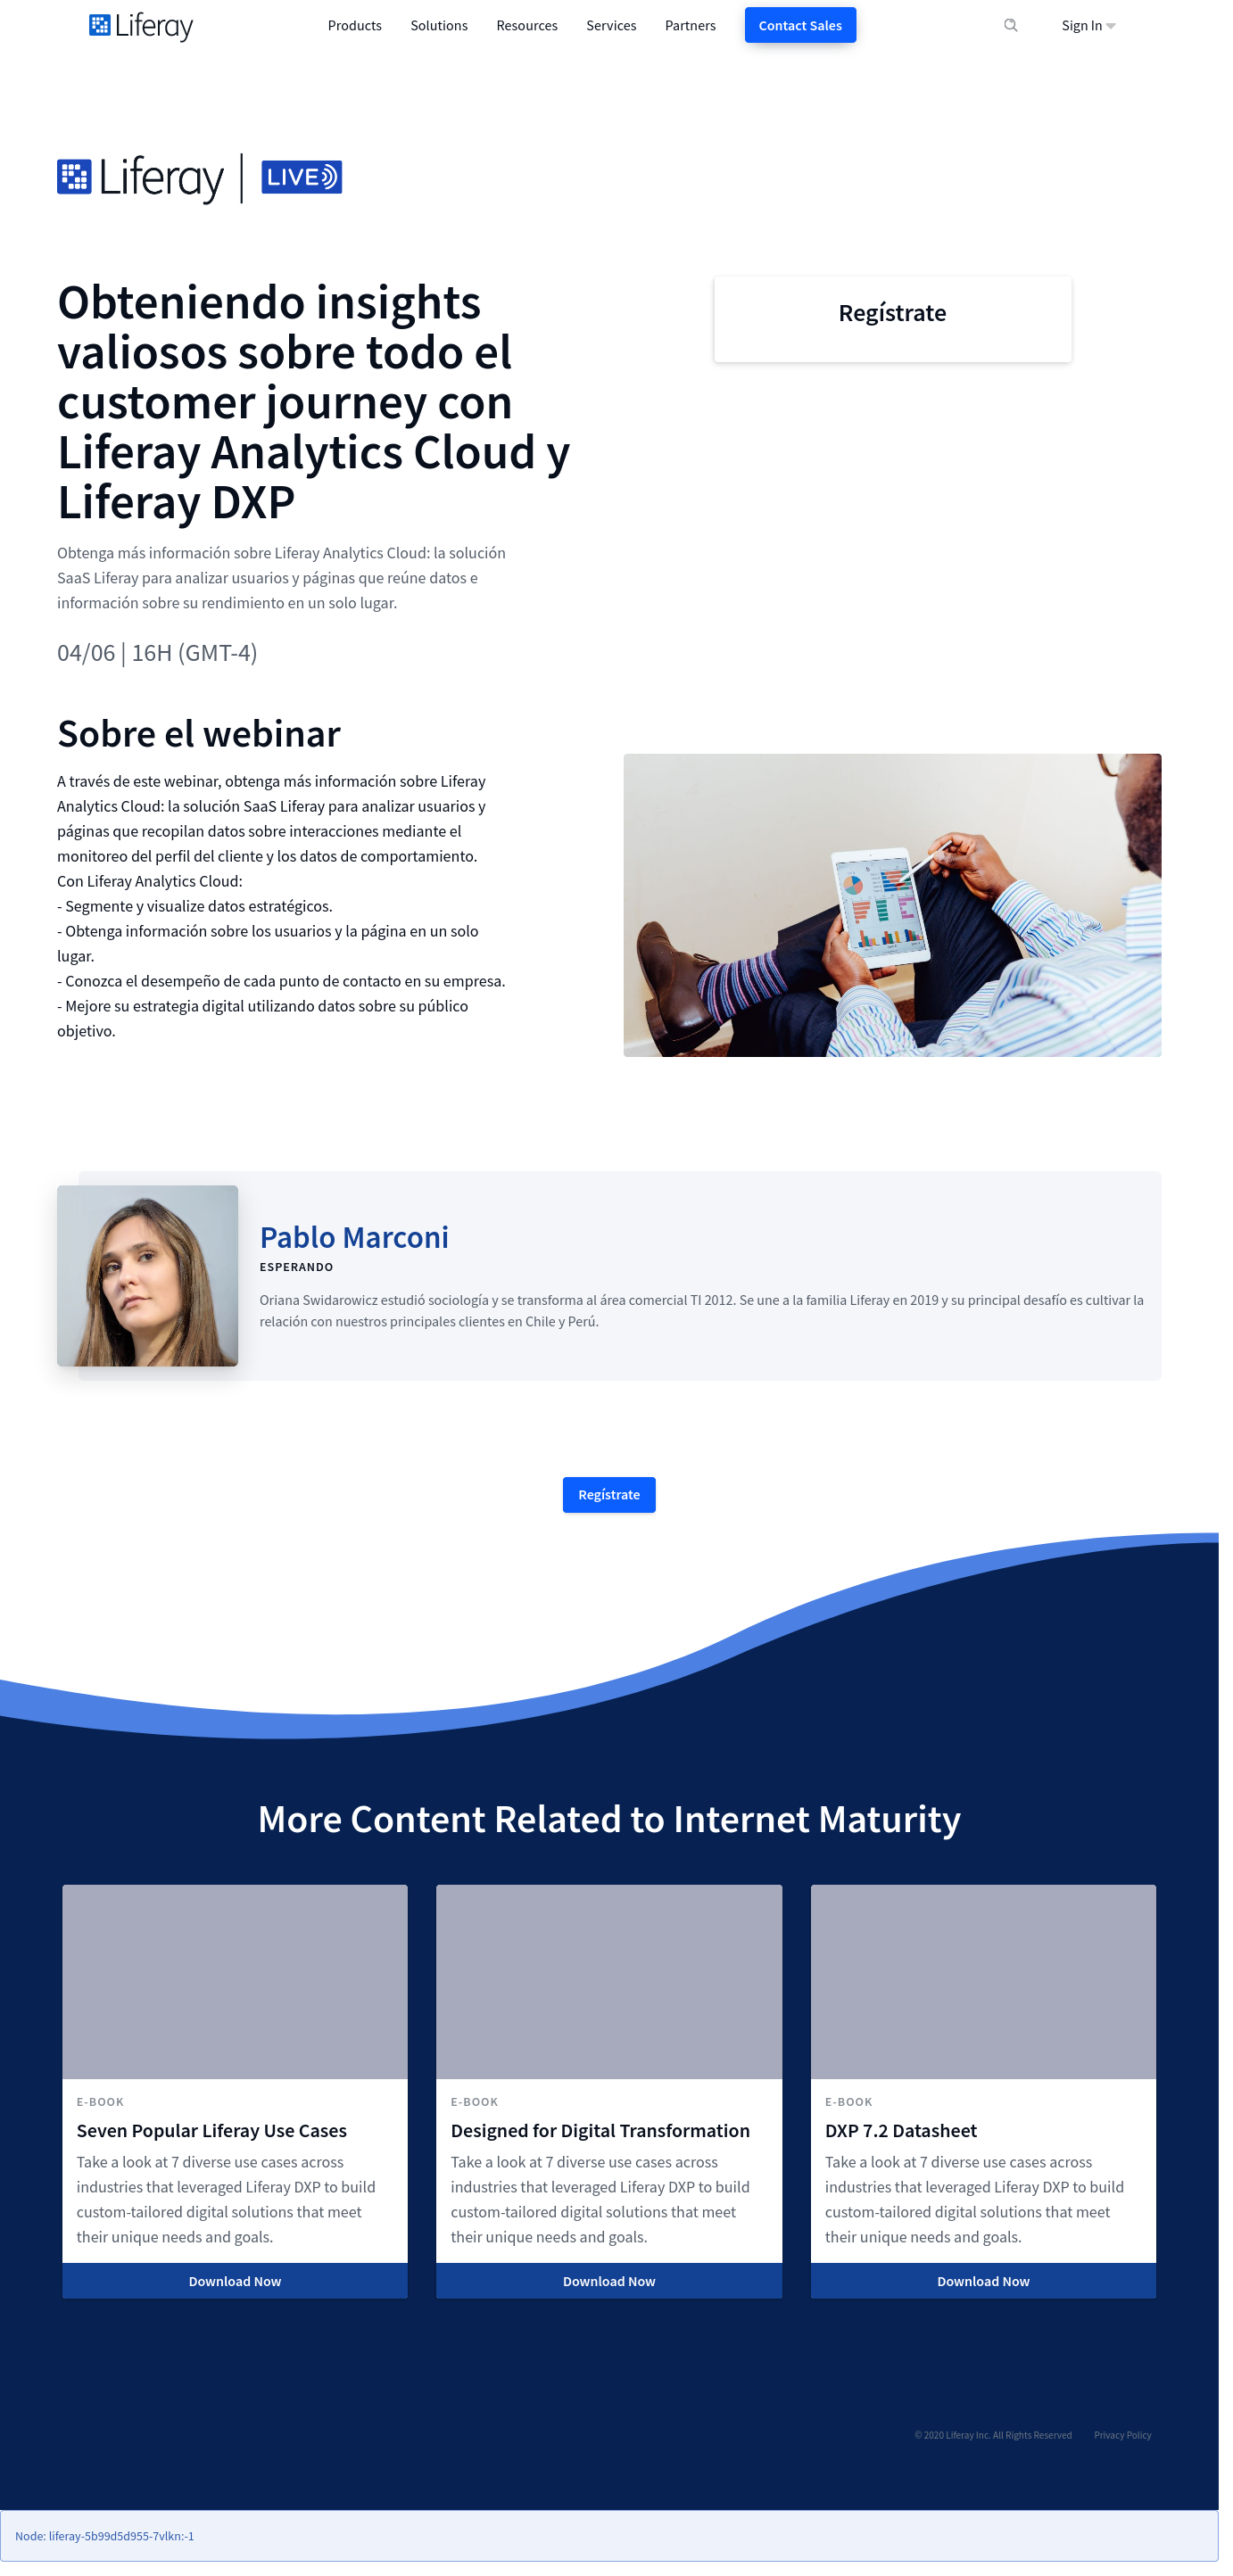 Liferay
Products
Solutions
Resources
Services
Partners
Contact Sales
Sign In
Liferay | LIVE
Obteniendo insights
valiosos sobre todo el
customer journey con
Liferay Analytics Cloud y
Liferay DXP
Obtenga más información sobre Liferay Analytics Cloud: la solución
SaaS Liferay para analizar usuarios y páginas que reúne datos e
información sobre su rendimiento en un solo lugar.
04/06 | 16H (GMT-4)
Regístrate
Sobre el webinar
A través de este webinar, obtenga más información sobre Liferay
Analytics Cloud: la solución SaaS Liferay para analizar usuarios y
páginas que recopilan datos sobre interacciones mediante el
monitoreo del perfil del cliente y los datos de comportamiento.
Con Liferay Analytics Cloud:
- Segmente y visualize datos estratégicos.
- Obtenga información sobre los usuarios y la página en un solo
lugar.
- Conozca el desempeño de cada punto de contacto en su empresa.
- Mejore su estrategia digital utilizando datos sobre su público
objetivo.
Pablo Marconi
ESPERANDO
Oriana Swidarowicz estudió sociología y se transforma al área comercial TI 2012. Se une a la familia Liferay en 2019 y su principal desafío es cultivar la
relación con nuestros principales clientes en Chile y Perú.
Regístrate
More Content Related to Internet Maturity
E-BOOK
Seven Popular Liferay Use Cases
Take a look at 7 diverse use cases across
industries that leveraged Liferay DXP to build
custom-tailored digital solutions that meet
their unique needs and goals.
Download Now
E-BOOK
Designed for Digital Transformation
Take a look at 7 diverse use cases across
industries that leveraged Liferay DXP to build
custom-tailored digital solutions that meet
their unique needs and goals.
Download Now
E-BOOK
DXP 7.2 Datasheet
Take a look at 7 diverse use cases across
industries that leveraged Liferay DXP to build
custom-tailored digital solutions that meet
their unique needs and goals.
Download Now
© 2020 Liferay Inc. All Rights Reserved
Privacy Policy
Node: liferay-5b99d5d955-7vlkn:-1